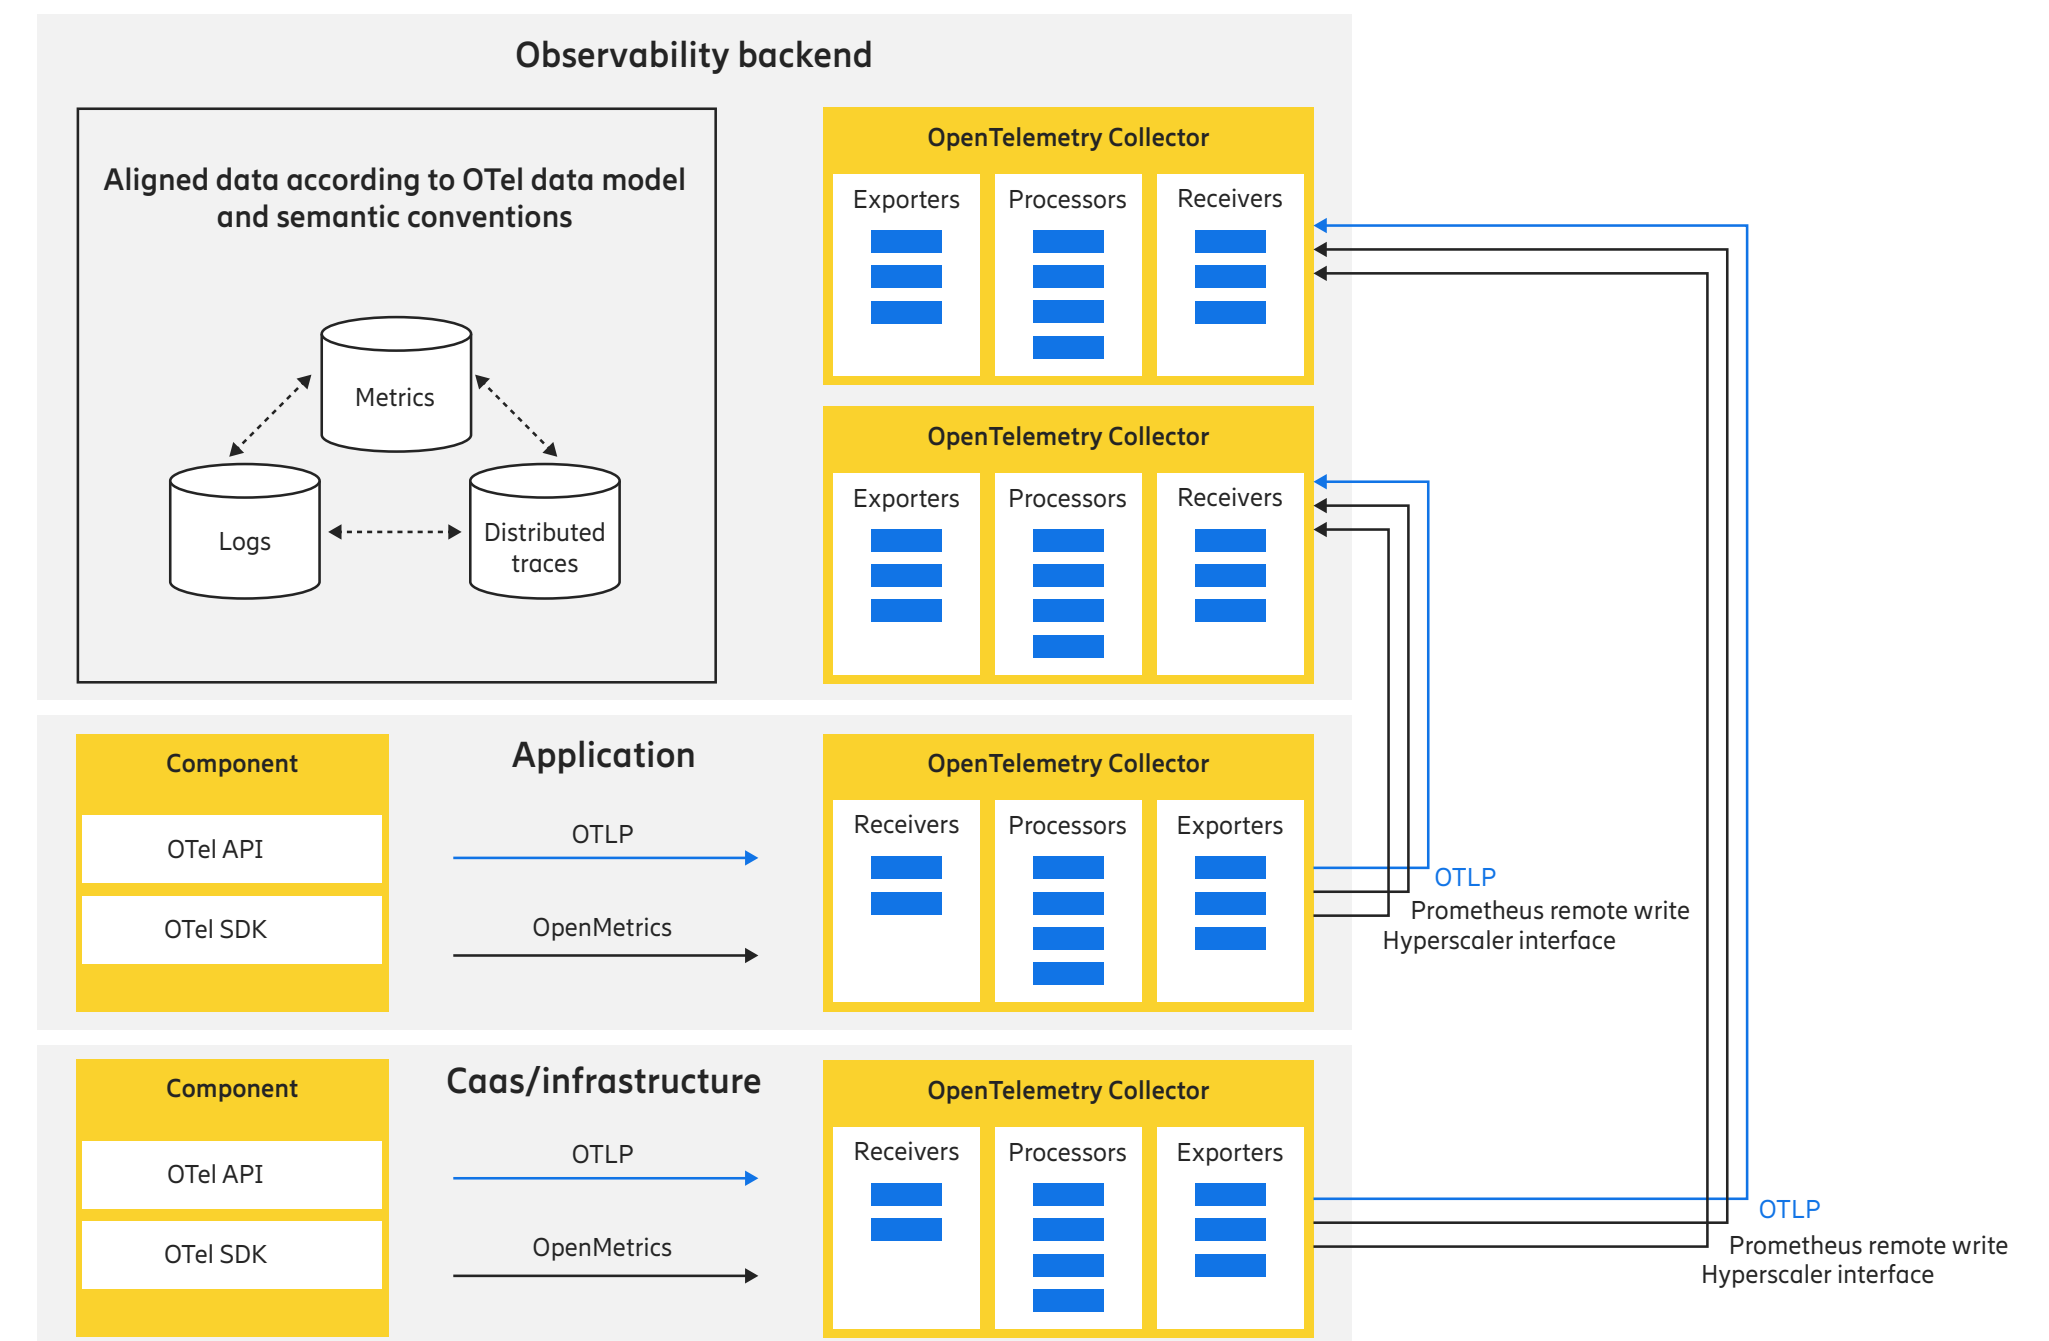 Observability backend
Aligned data according to OTel data model
and semantic conventions
Metrics
Logs
Distributed
traces
OpenTelemetry Collector
Exporters
Processors
Receivers
OpenTelemetry Collector
Exporters
Processors
Receivers
Component
OTel API
OTel SDK
Application
OTLP
OpenMetrics
OpenTelemetry Collector
Receivers
Processors
Exporters
OTLP
Prometheus remote write
Hyperscaler interface
Component
OTel API
OTel SDK
Caas/infrastructure
OTLP
OpenMetrics
OpenTelemetry Collector
Receivers
Processors
Exporters
OTLP
Prometheus remote write
Hyperscaler interface